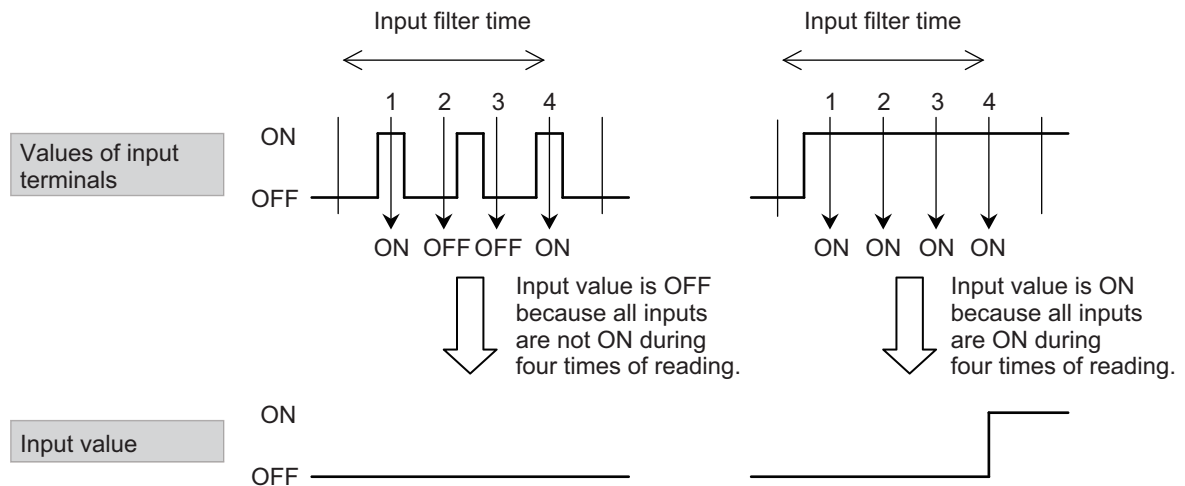 Input filter time
Input filter time
1 2 3 4
1 2 3 4
Values of input
terminals
ON
OFF
ON OFF OFF ON
ON ON ON ON
Input value is OFF
because all inputs
are not ON during
four times of reading.
Input value is ON
because all inputs
are ON during
four times of reading.
Input value
ON
OFF